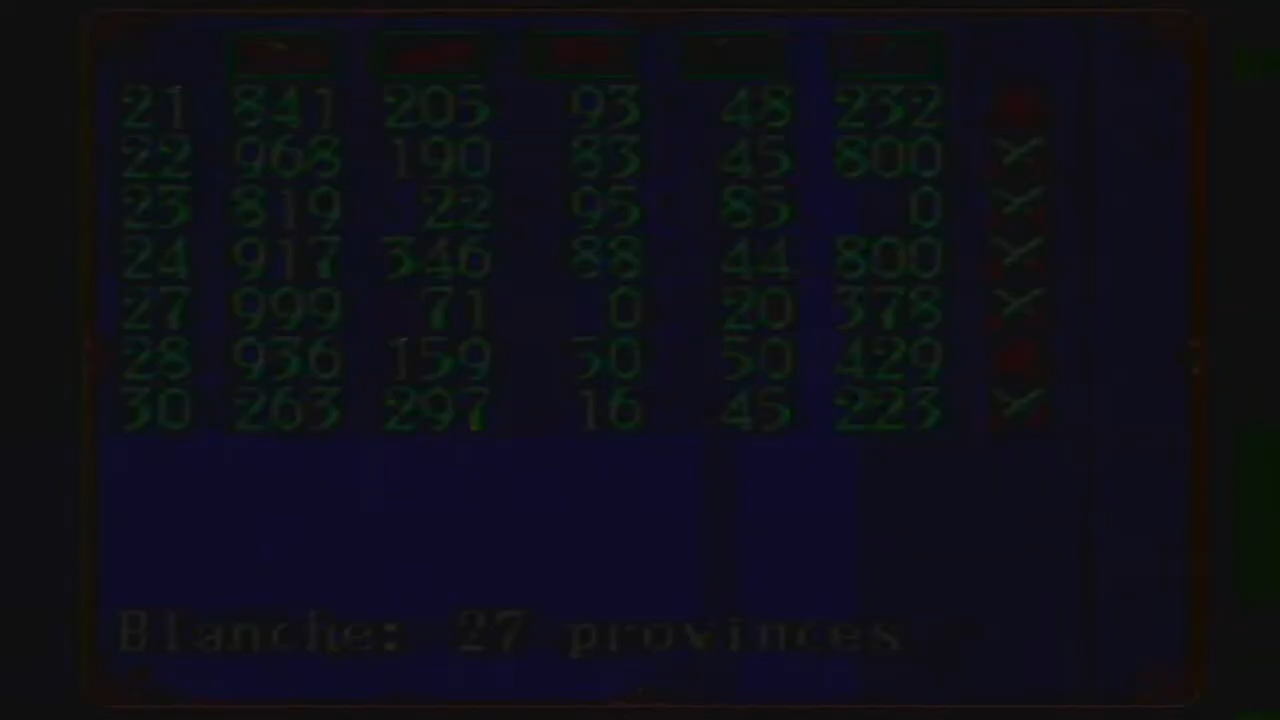 21 841 205 93 48 232
22 968 190 83 45 800 X
23 819 22 95 85 0 X
24 917 346 88 44 800 X
27 999 71 0 20 378 X
28 936 159 50 50 429
30 263 297 16 45 223 X
Blanche: 27 provinces